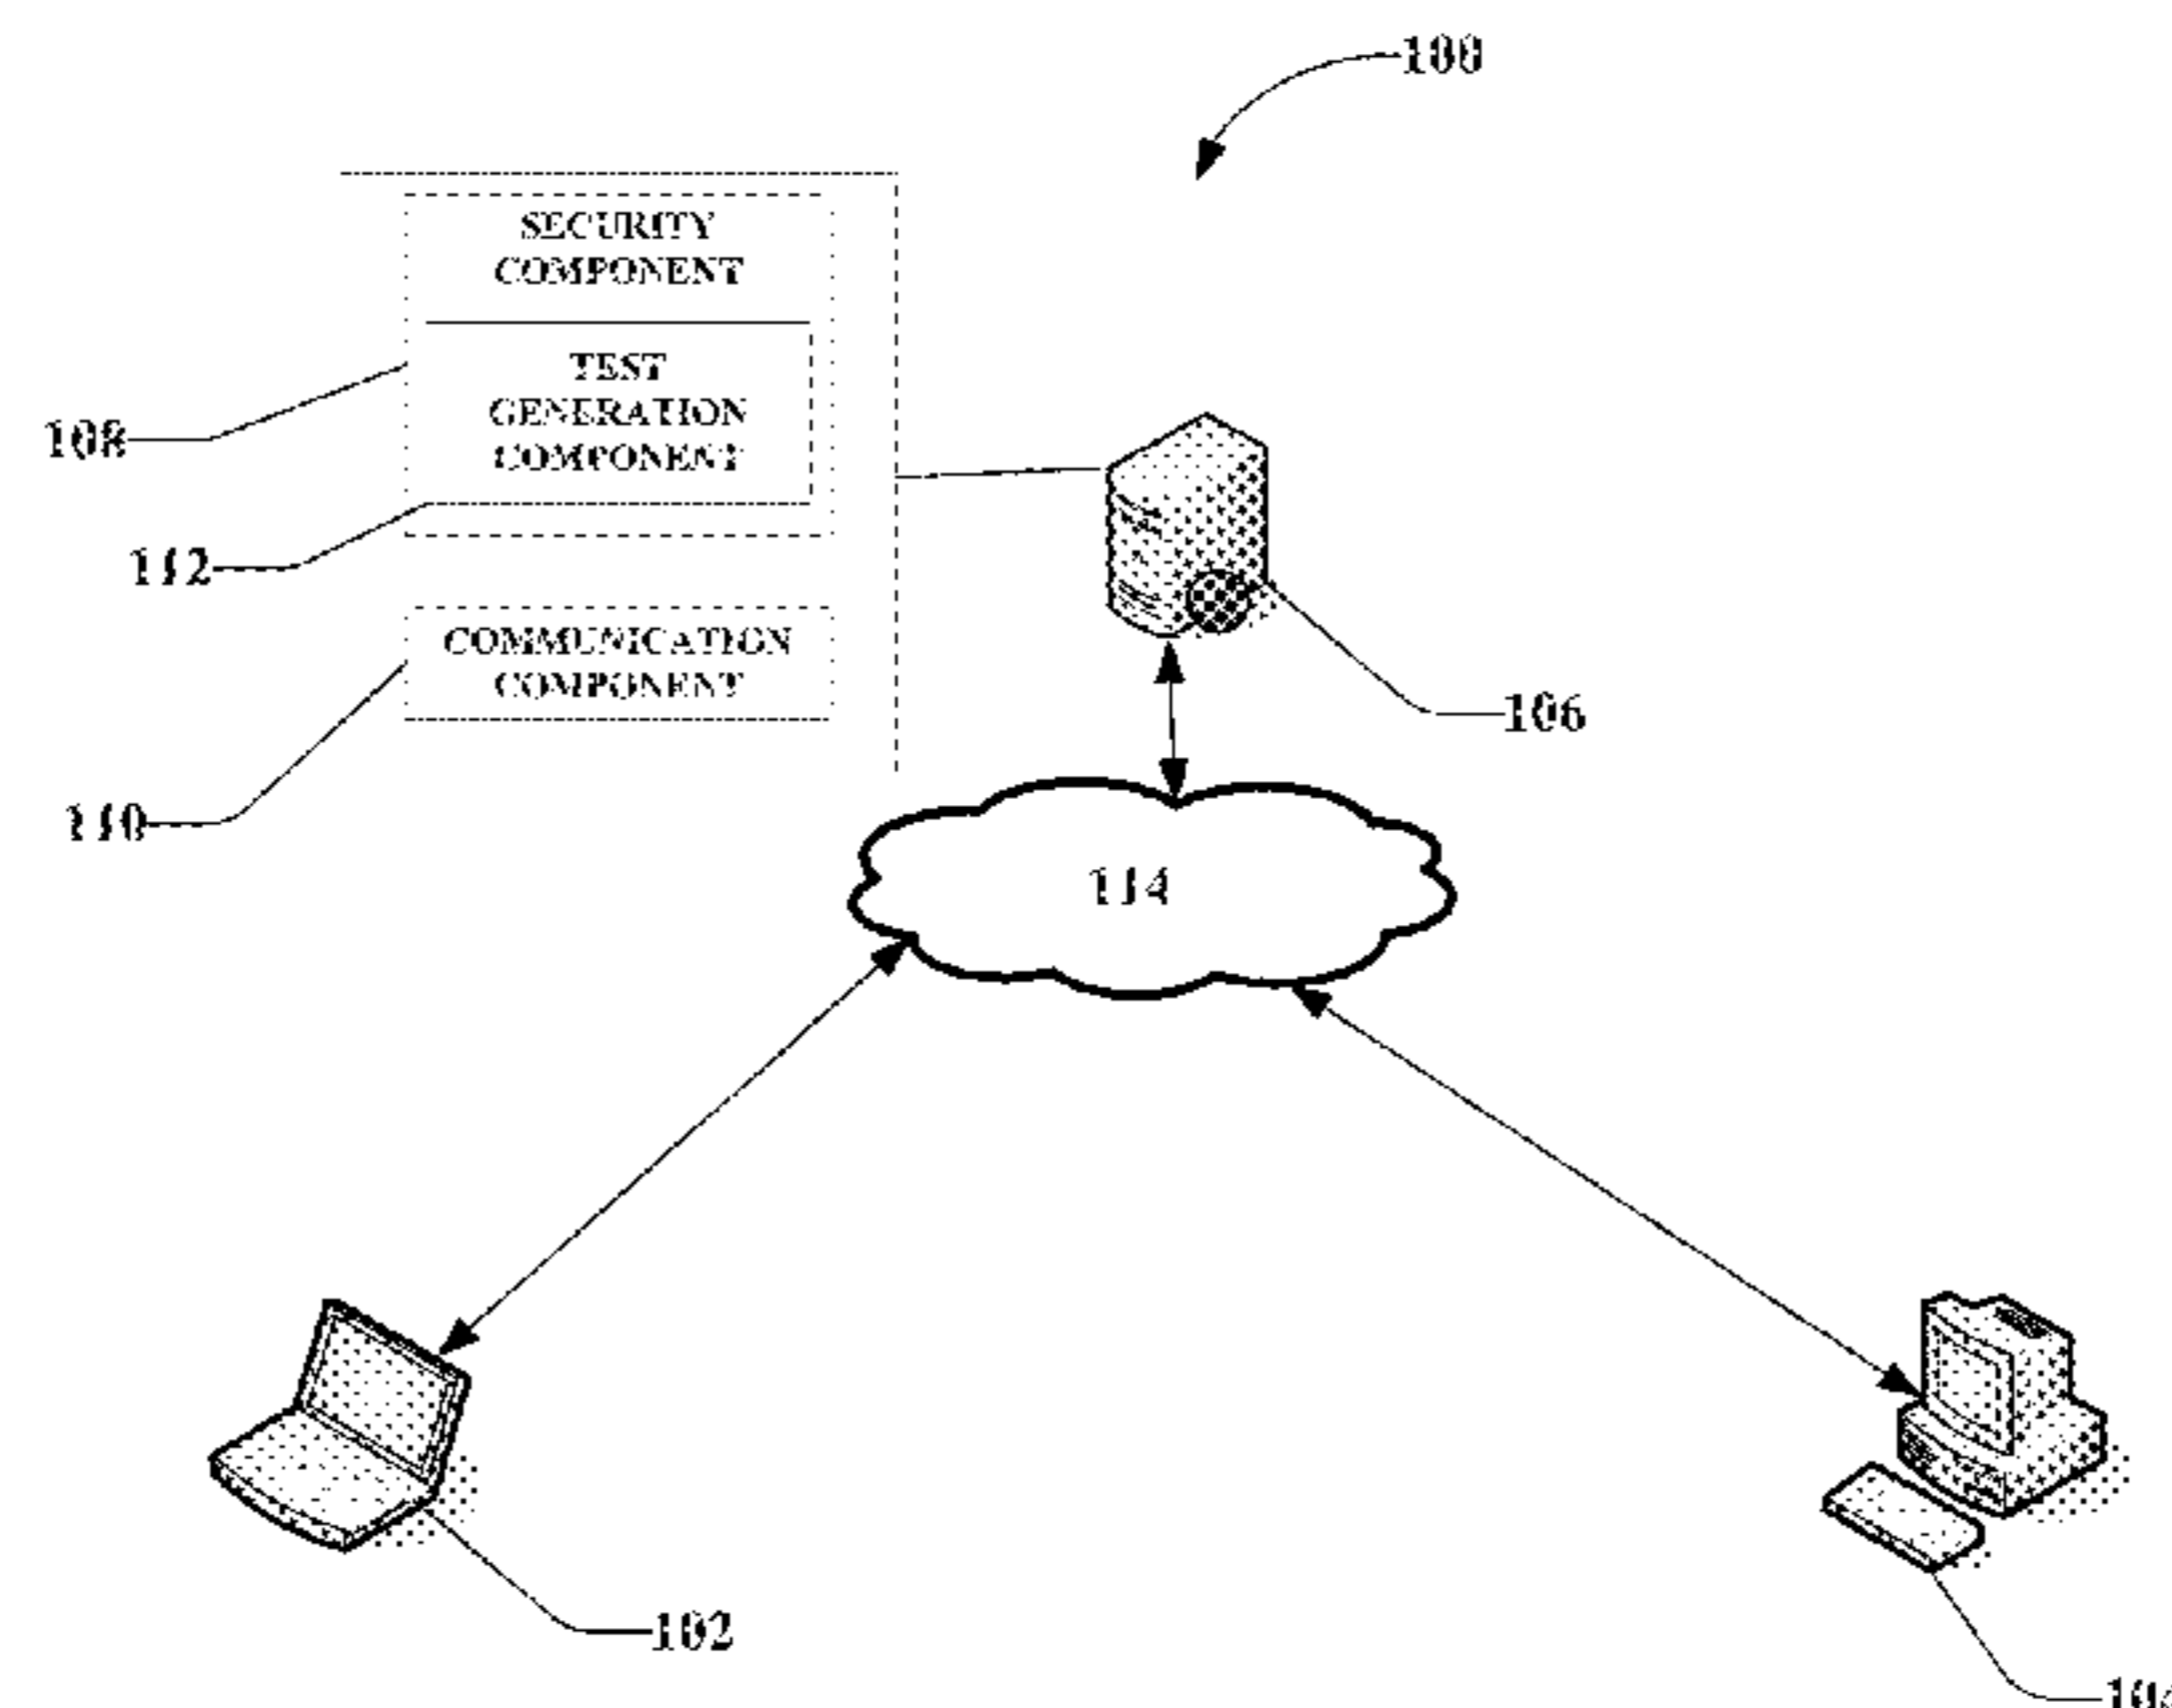 100
SECURITY
COMPONENT
TEST
GENERATION
COMPONENT
108
112
COMMUNICATION
COMPONENT
106
110
114
102